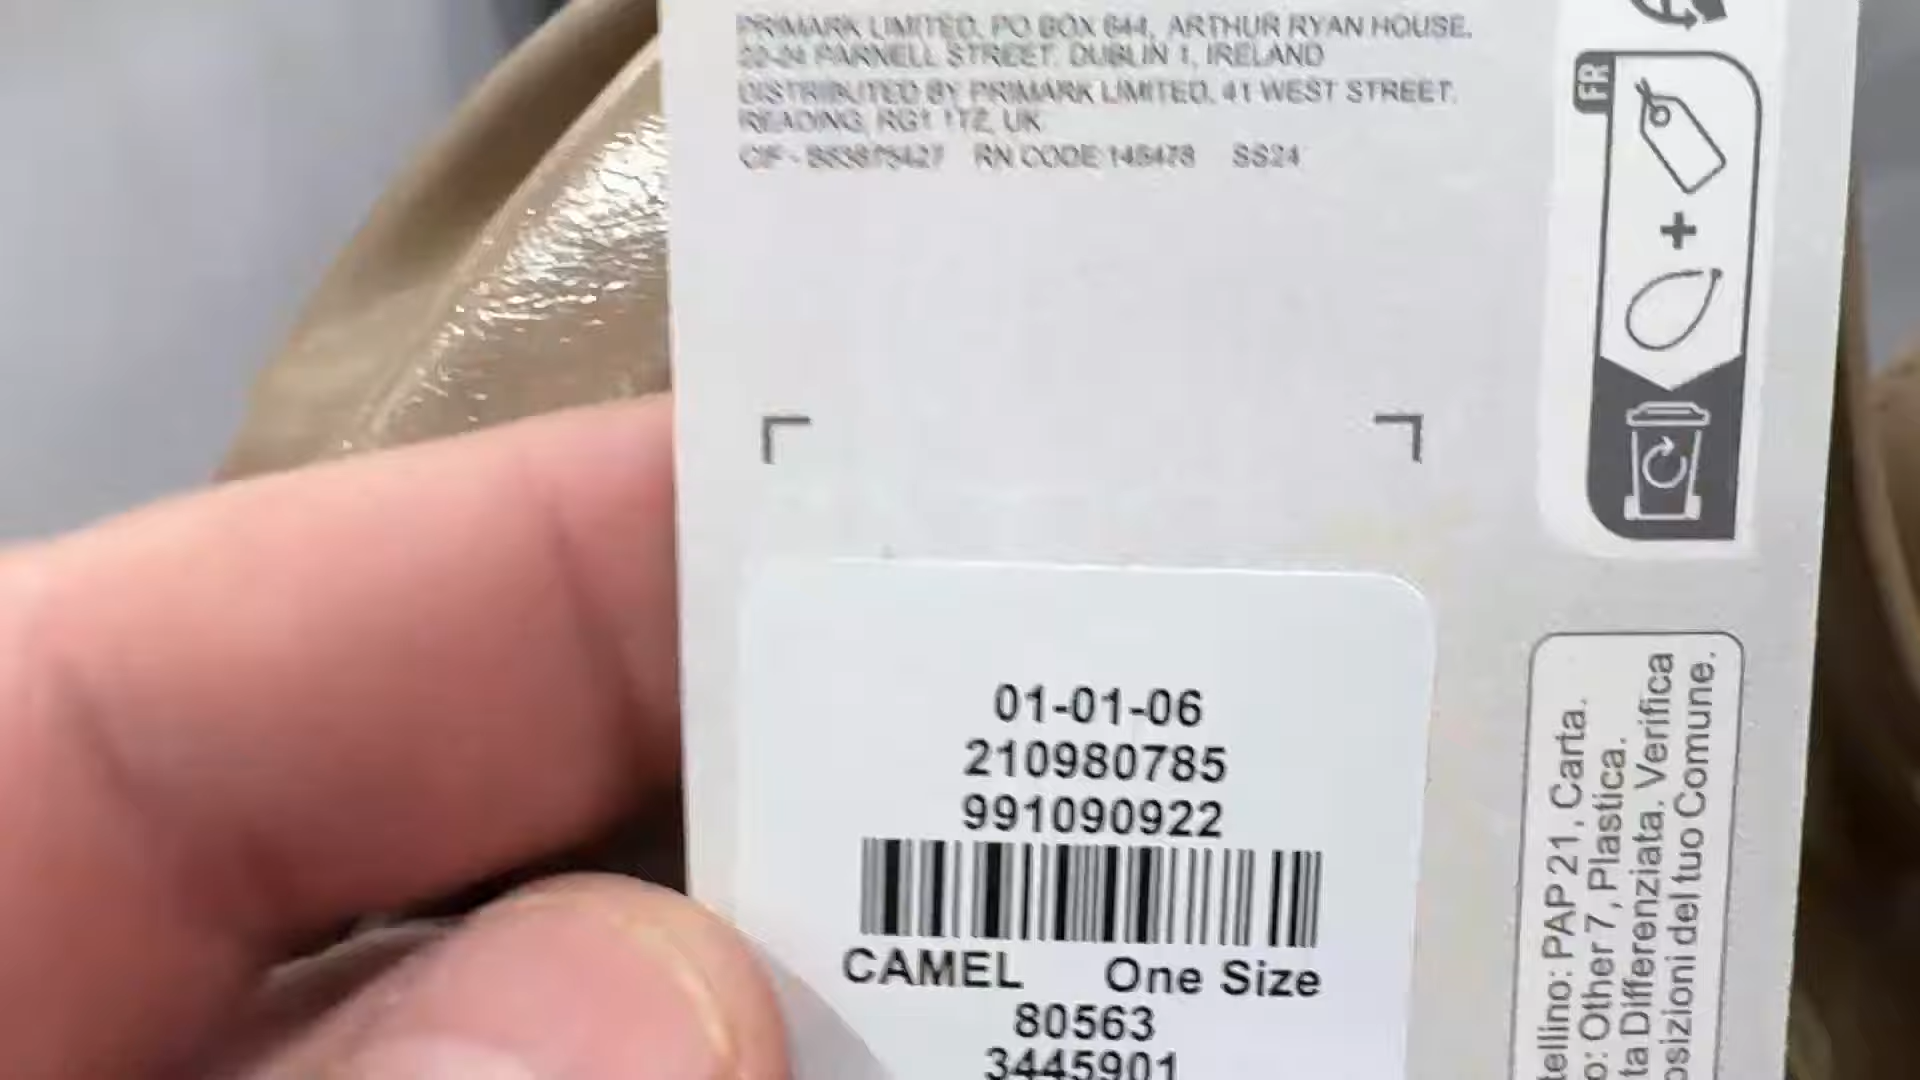 PRIMARK LIMITED, PO BOX 644, ARTHUR RYAN HOUSE,
22-24 PARNELL STREET, DUBLIN 1, IRELAND
DISTRIBUTED BY PRIMARK LIMITED, 41 WEST STREET,
READING, RG1 1TZ, UK
CIF - RN CODE 148478 SS24
FR
01-01-06
210980785
991090922
CAMEL One Size
80563
3445901
tellino: PAP 21, Carta.
o: Other 7, Plastica.
ta Differenziata. Verifica
osizioni del tuo Comune.